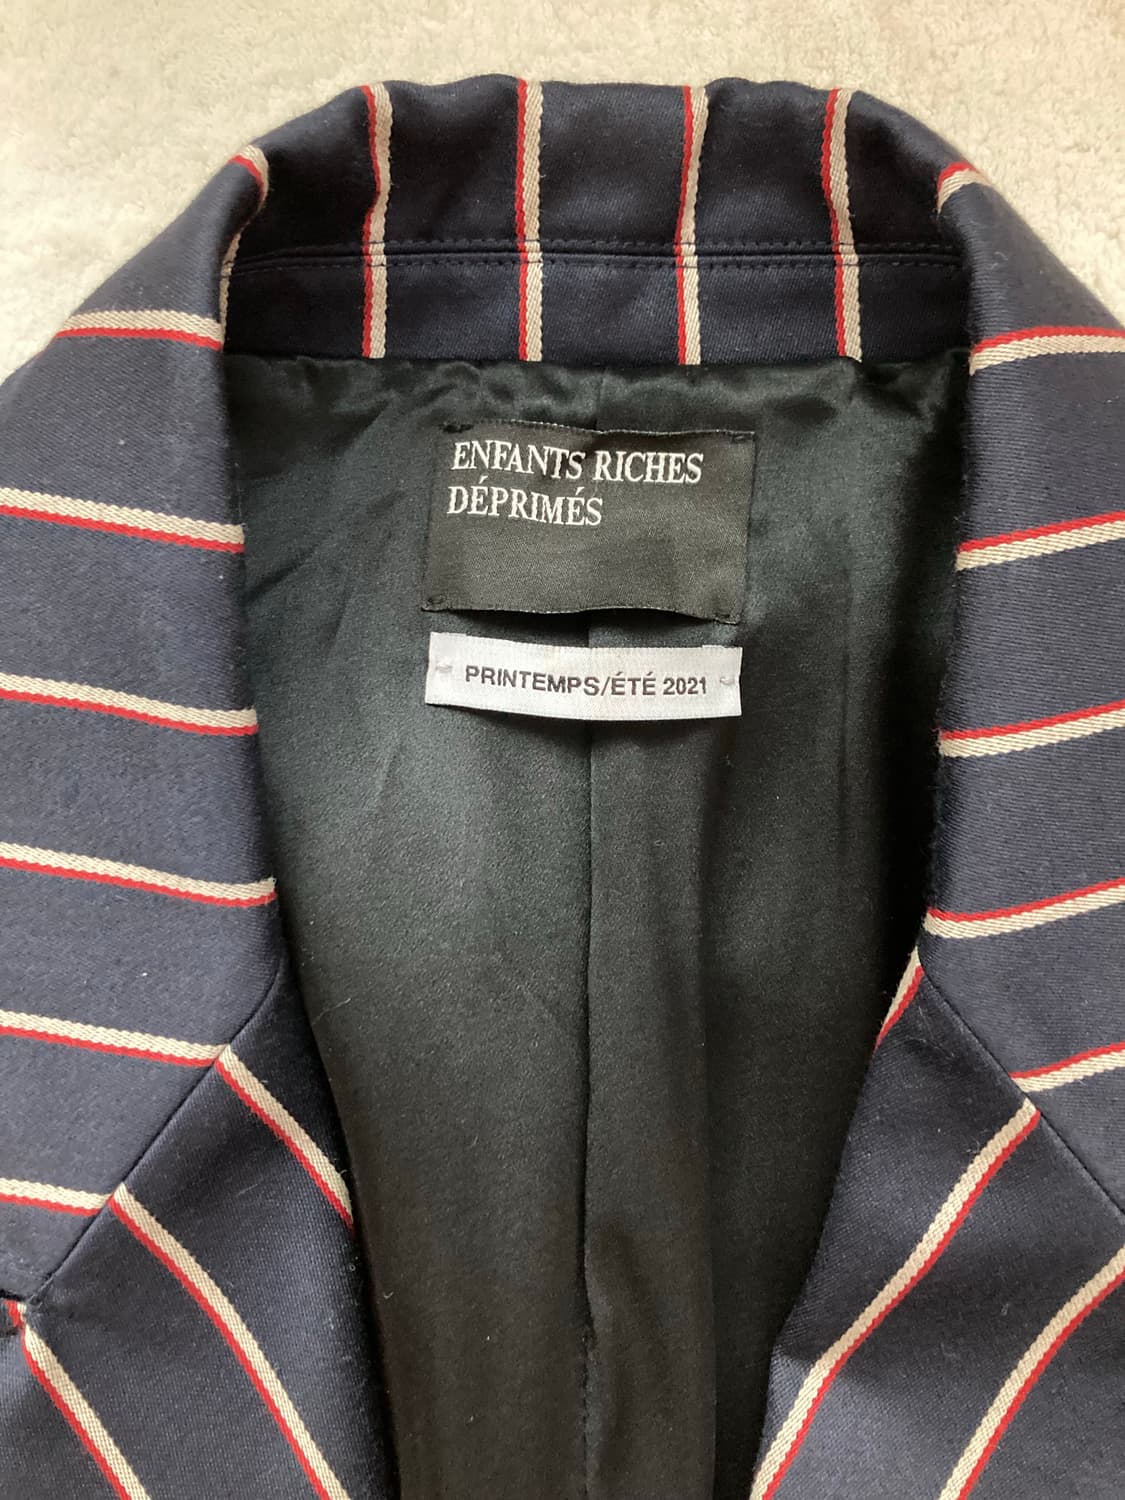 ENFANTS RICHES
DÉPRIMÉS
PRINTEMPS/ÉTÉ 2021